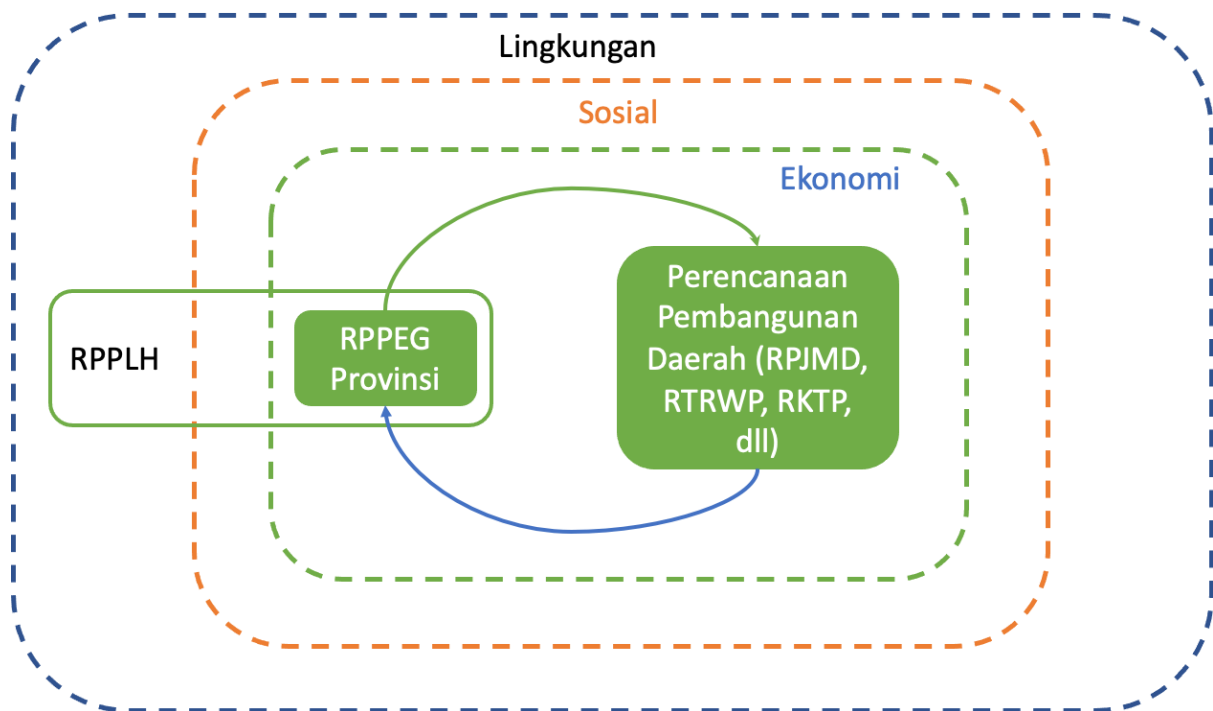 Lingkungan
Sosial
Ekonomi
RPPLH
RPPEG
Provinsi
Perencanaan
Pembangunan
Daerah (RPJMD,
RTRWP, RKTP,
dll)